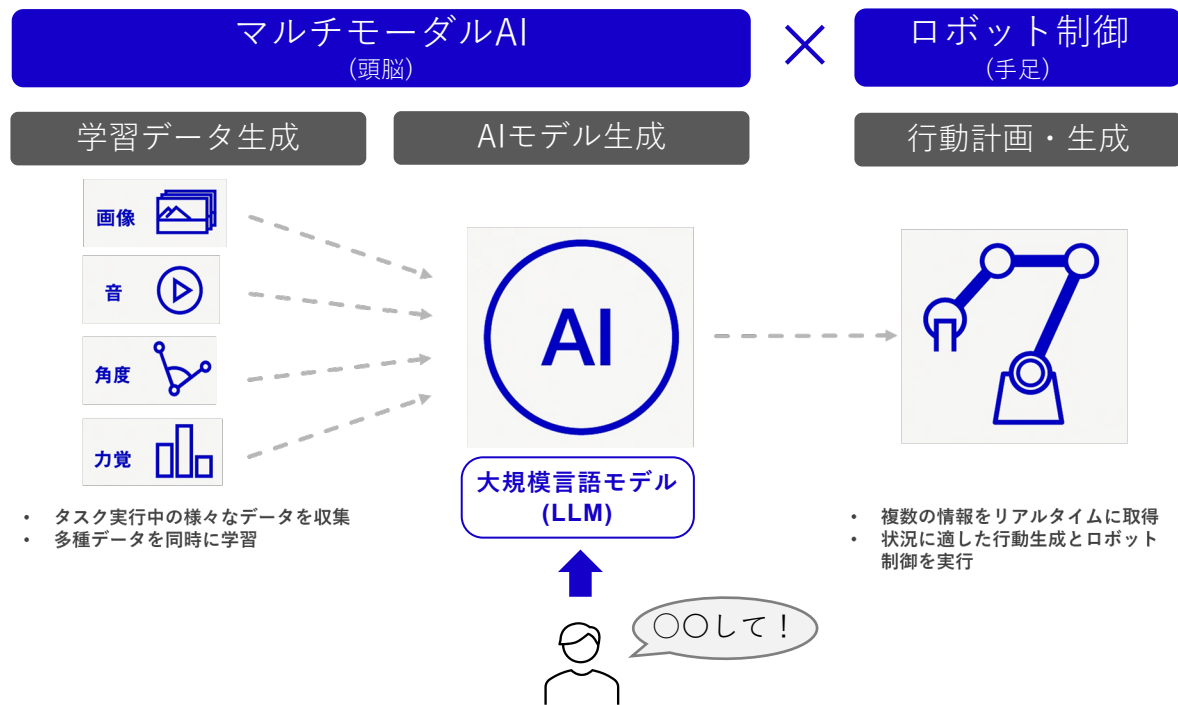 マルチモーダルAI
(頭脳)
×
ロボット制御
(手足)
学習データ生成
AIモデル生成
行動計画・生成
画像
音
角度
力覚
AI
大規模言語モデル
(LLM)
• タスク実行中の様々なデータを収集
• 多種データを同時に学習
• 複数の情報をリアルタイムに取得
• 状況に適した行動生成とロボット
制御を実行
〇〇して！